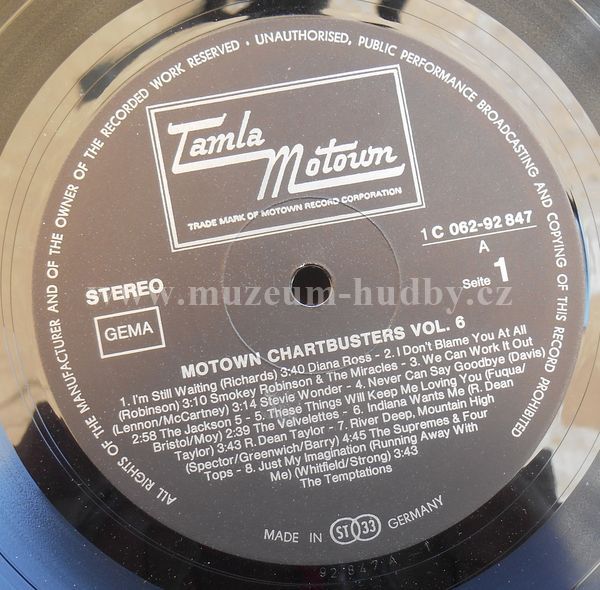 ALL RIGHTS OF THE MANUFACTURER AND OF THE OWNER OF THE RECORDED WORK RESERVED · UNAUTHORISED, PUBLIC PERFORMANCE BROADCASTING AND COPYING OF THIS RECORD PROHIBITED
Tamla
Motown
TRADE MARK OF MOTOWN RECORD CORPORATION
1 C 062-92 847
A
Seite 1
STEREO
GEMA
www.muzeum-hudby.cz
MOTOWN CHARTBUSTERS VOL. 6
1. I'm Still Waiting (Richards) 3:40 Diana Ross - 2. I Don't Blame You At All
(Robinson) 3:10 Smokey Robinson & The Miracles - 3. We Can Work It Out
(Lennon/McCartney) 3:14 Stevie Wonder - 4. Never Can Say Goodbye (Davis)
2:58 The Jackson 5 - 5. These Things Will Keep Me Loving You (Fuqua/
Bristol/Moy) 2:39 The Velvelettes - 6. Indiana Wants Me (R. Dean
Taylor) 3:43 R. Dean Taylor - 7. River Deep, Mountain High
(Spector/Greenwich/Barry) 4:45 The Supremes & Four
Tops - 8. Just My Imagination (Running Away With
Me) (Whitfield/Strong) 3:43
The Temptations
MADE IN ST 33 GERMANY
92 847 A - 1